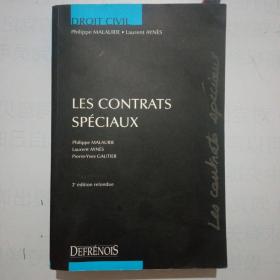 DROIT CIVIL
Philippe MALAURIE • Laurent AYNÈS
LES CONTRATS
SPÉCIAUX
Philippe MALAURIE
Laurent AYNÈS
Pierre-Yves GAUTIER
2e édition refondue
DEFRÉNOIS
Les contrats spéciaux